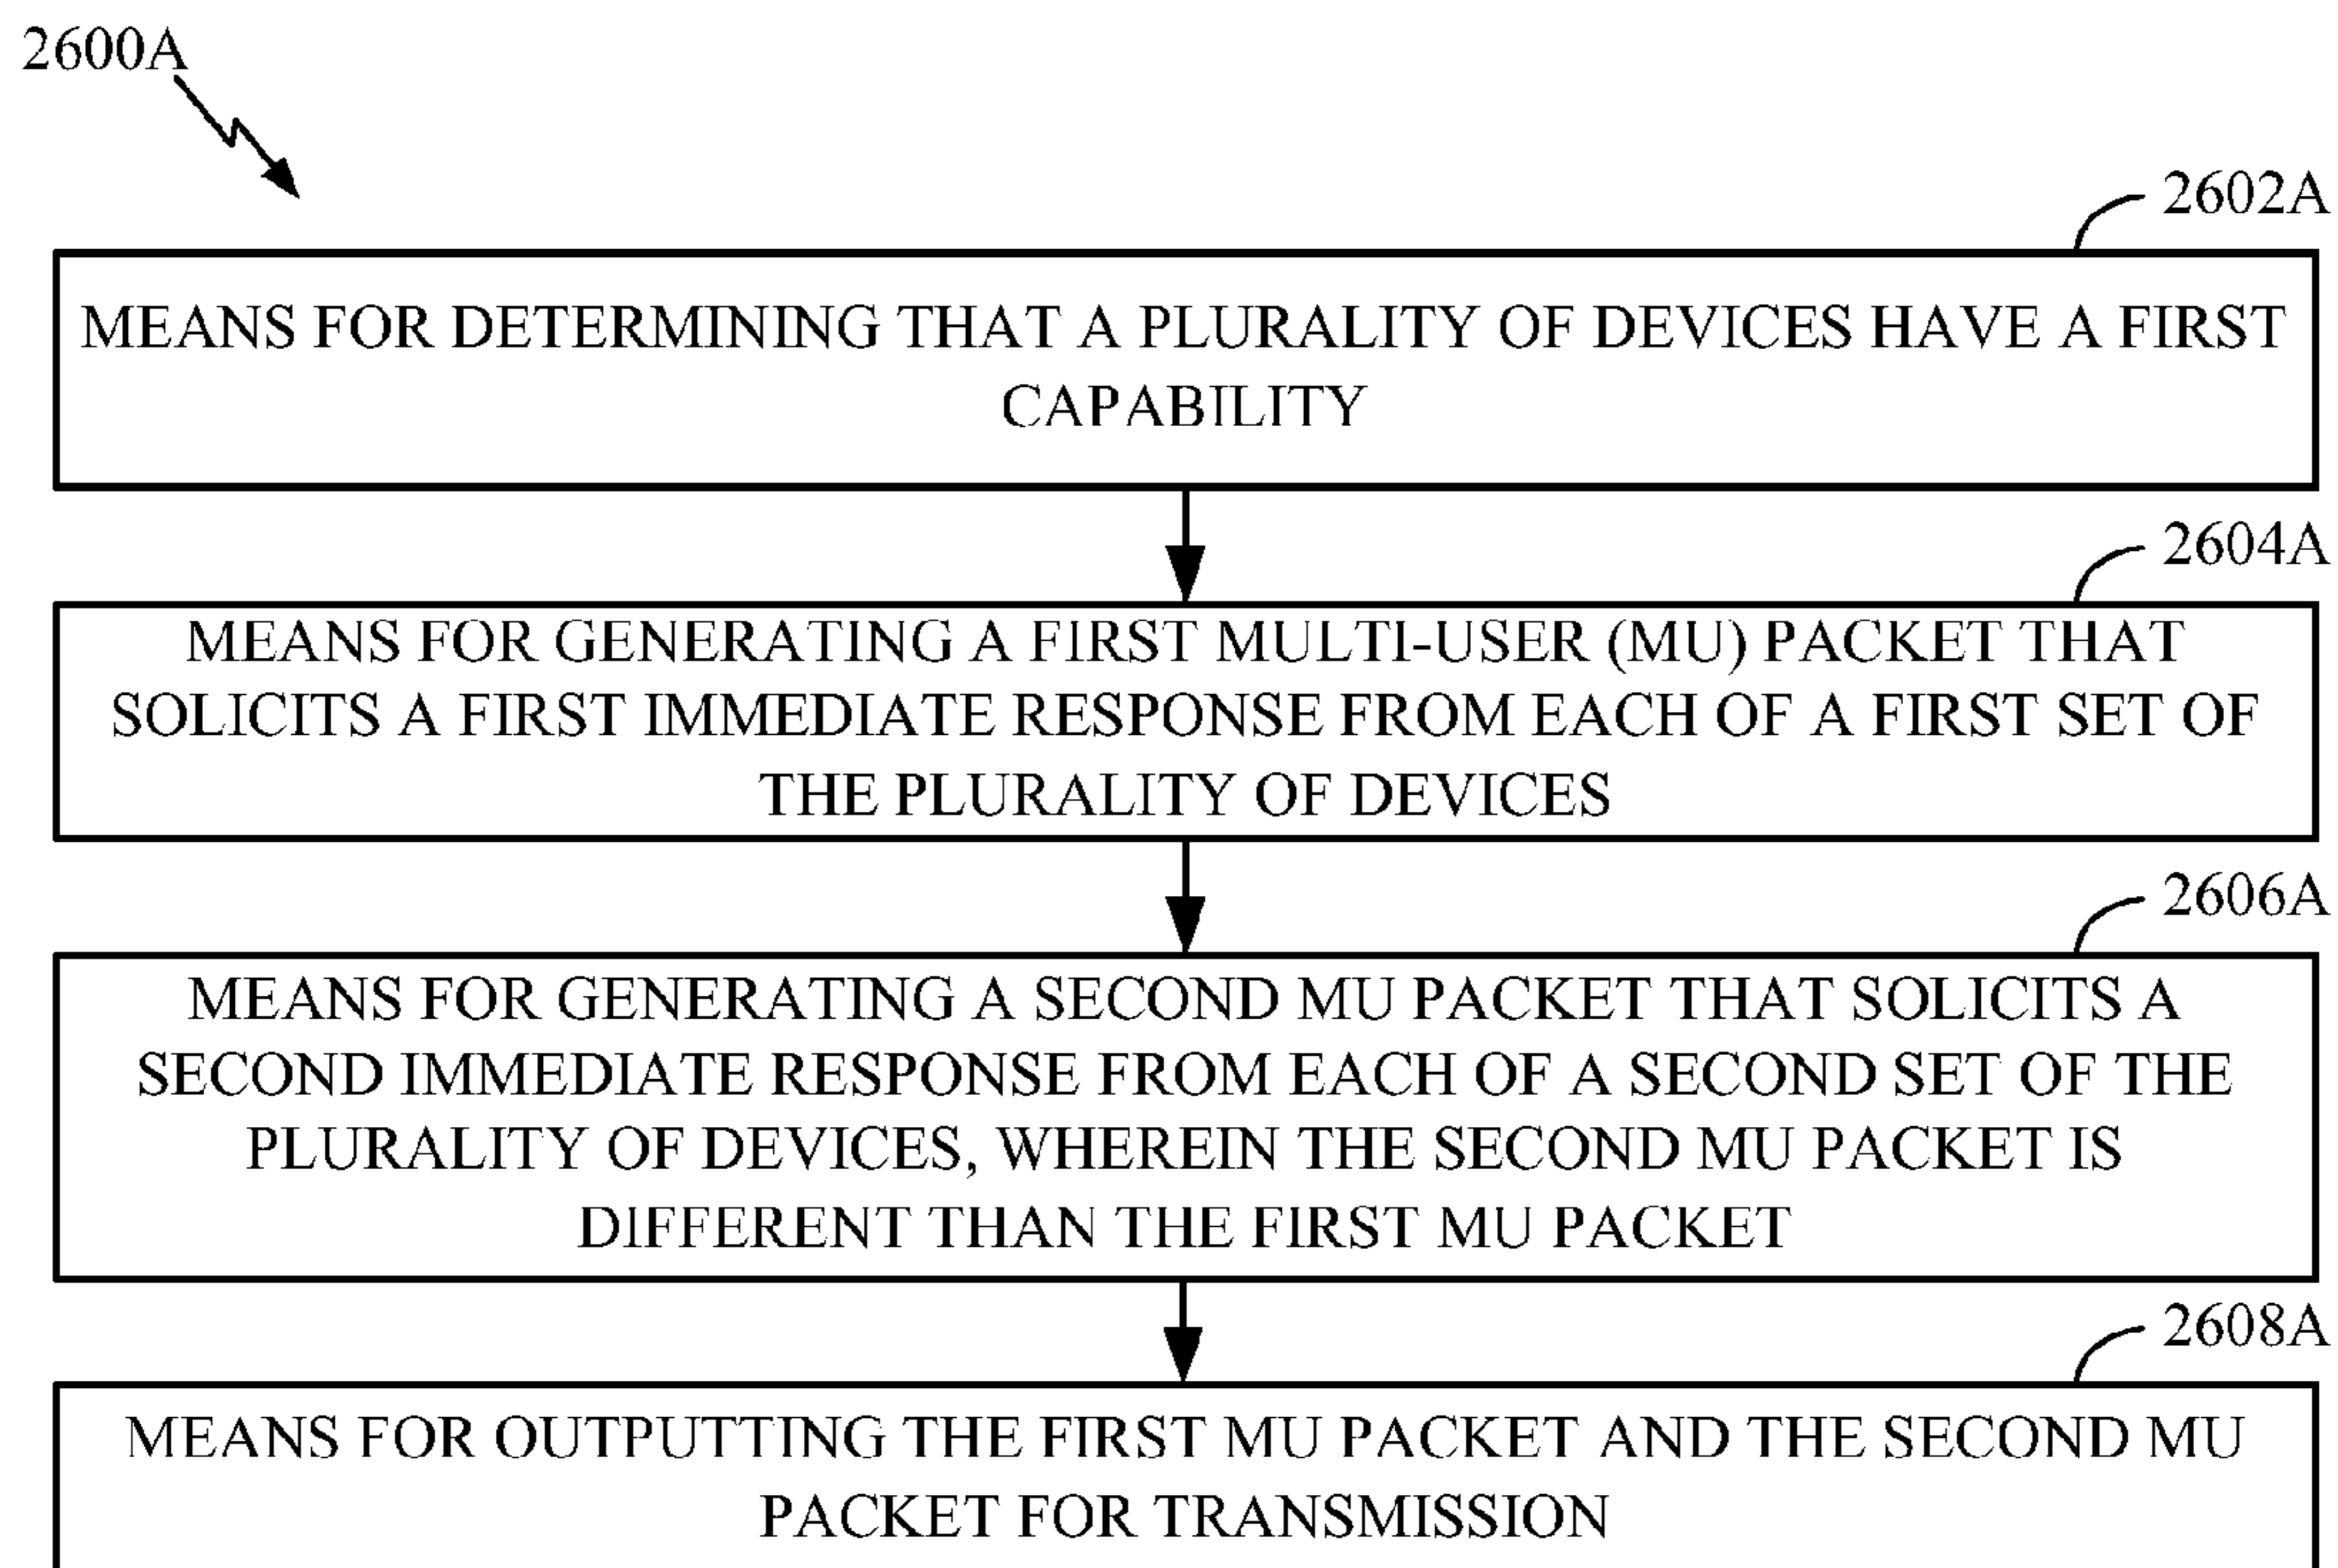 2600A
2602A
MEANS FOR DETERMINING THAT A PLURALITY OF DEVICES HAVE A FIRST
CAPABILITY
2604A
MEANS FOR GENERATING A FIRST MULTI-USER (MU) PACKET THAT
SOLICITS A FIRST IMMEDIATE RESPONSE FROM EACH OF A FIRST SET OF
THE PLURALITY OF DEVICES
2606A
MEANS FOR GENERATING A SECOND MU PACKET THAT SOLICITS A
SECOND IMMEDIATE RESPONSE FROM EACH OF A SECOND SET OF THE
PLURALITY OF DEVICES, WHEREIN THE SECOND MU PACKET IS
DIFFERENT THAN THE FIRST MU PACKET
2608A
MEANS FOR OUTPUTTING THE FIRST MU PACKET AND THE SECOND MU
PACKET FOR TRANSMISSION